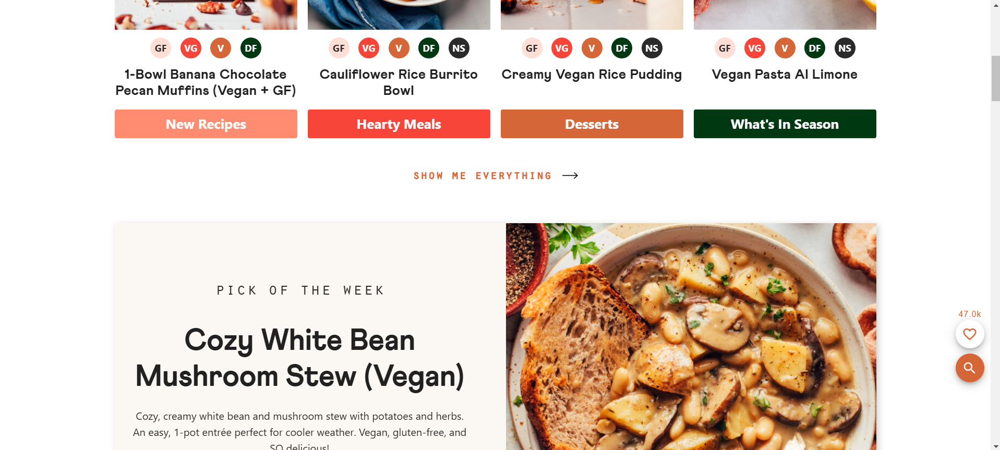 GF VG V DF
1-Bowl Banana Chocolate
Pecan Muffins (Vegan + GF)
New Recipes
GF VG V DF NS
Cauliflower Rice Burrito
Bowl
Hearty Meals
GF VG V DF NS
Creamy Vegan Rice Pudding
Desserts
GF VG V DF NS
Vegan Pasta Al Limone
What's In Season
SHOW ME EVERYTHING
PICK OF THE WEEK
Cozy White Bean
Mushroom Stew (Vegan)
Cozy, creamy white bean and mushroom stew with potatoes and herbs.
An easy, 1-pot entrée perfect for cooler weather. Vegan, gluten-free, and
SO delicious!
47.0k